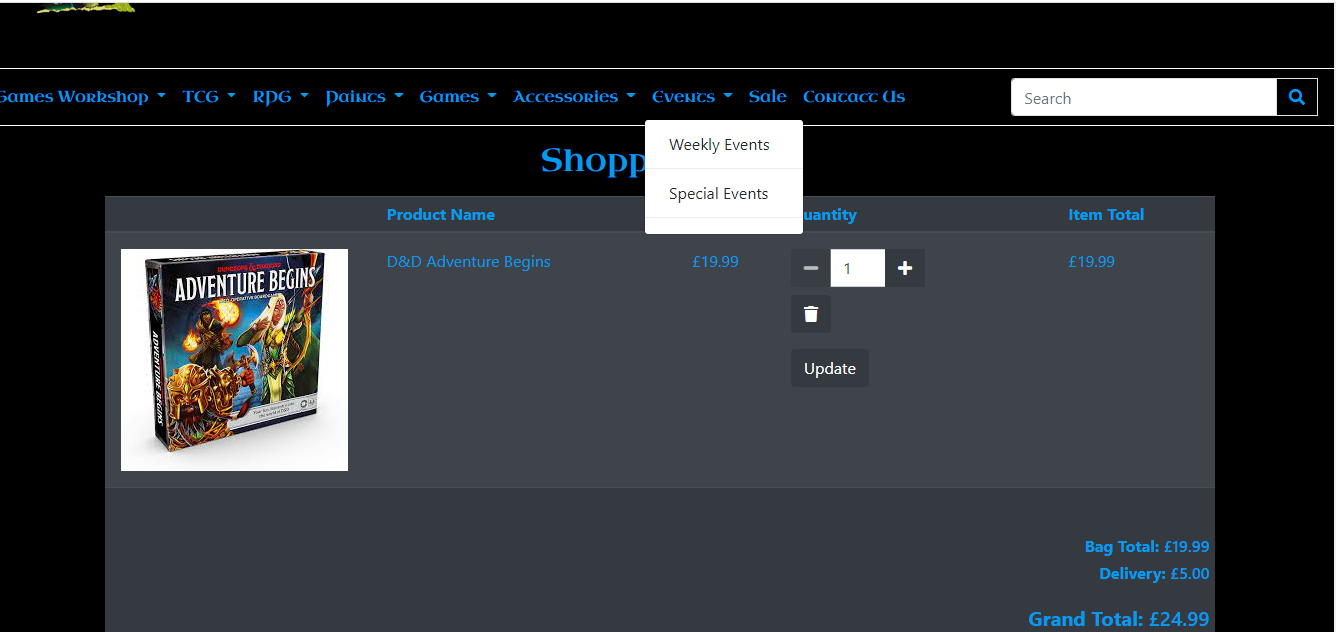 Games Workshop TCG RPG Paints Games Accessories Events Sale Contact Us
Search
Weekly Events
Special Events
Shopp
Product Name uantity Item Total
D&D Adventure Begins £19.99 1 £19.99
DUNGEONS & DRAGONS
ADVENTURE BEGINS
ADVENTURE BEGINS
Update
Bag Total: £19.99
Delivery: £5.00
Grand Total: £24.99